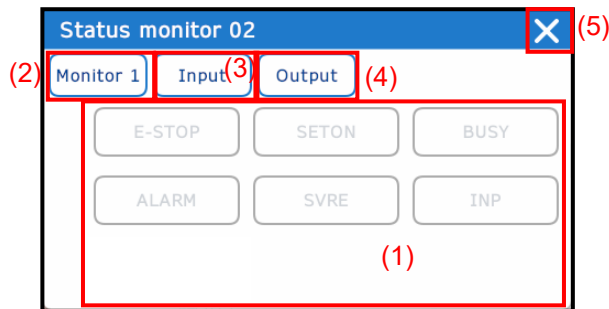 Status monitor 02
(5)
(2)
Monitor 1
Input
(3)
Output
(4)
E-STOP
SETON
BUSY
ALARM
SVRE
INP
(1)